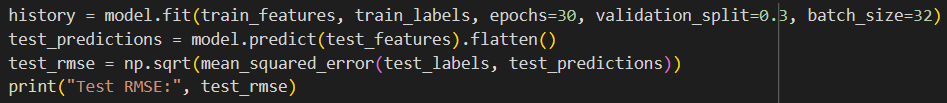 history = model.fit(train_features, train_labels, epochs=30, validation_split=0.3, batch_size=32)
test_predictions = model.predict(test_features).flatten()
test_rmse = np.sqrt(mean_squared_error(test_labels, test_predictions))
print("Test RMSE:", test_rmse)